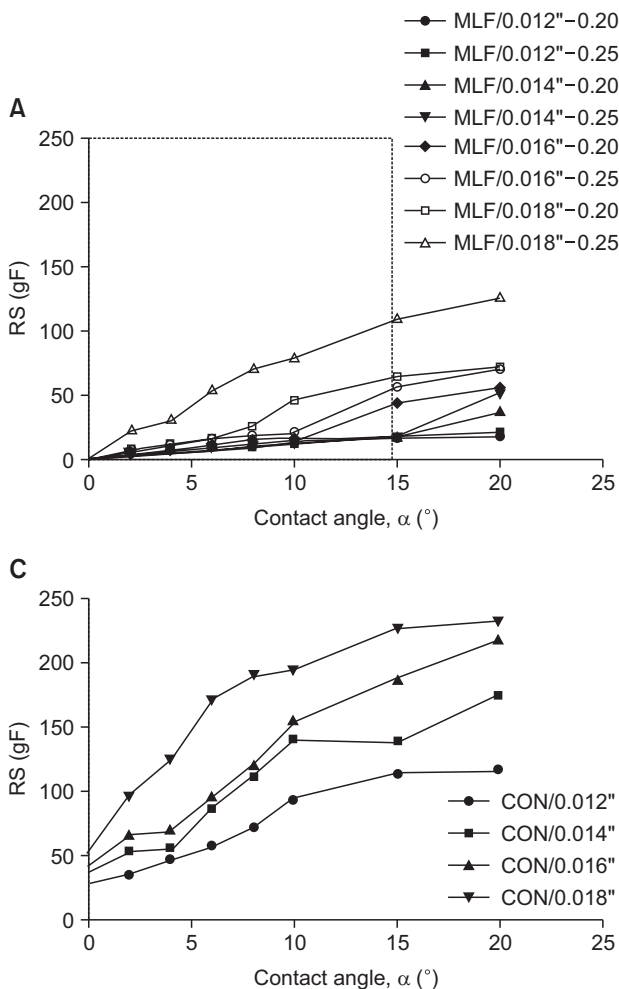 MLF/0.012"−0.20
MLF/0.012"−0.25
MLF/0.014"−0.20
MLF/0.014"−0.25
MLF/0.016"−0.20
MLF/0.016"−0.25
MLF/0.018"−0.20
MLF/0.018"−0.25
A
250
200
150
100
50
0
RS (gF)
0 5 10 15 20 25
Contact angle, α (°)
C
250
200
150
100
50
0
RS (gF)
CON/0.012"
CON/0.014"
CON/0.016"
CON/0.018"
0 5 10 15 20 25
Contact angle, α (°)